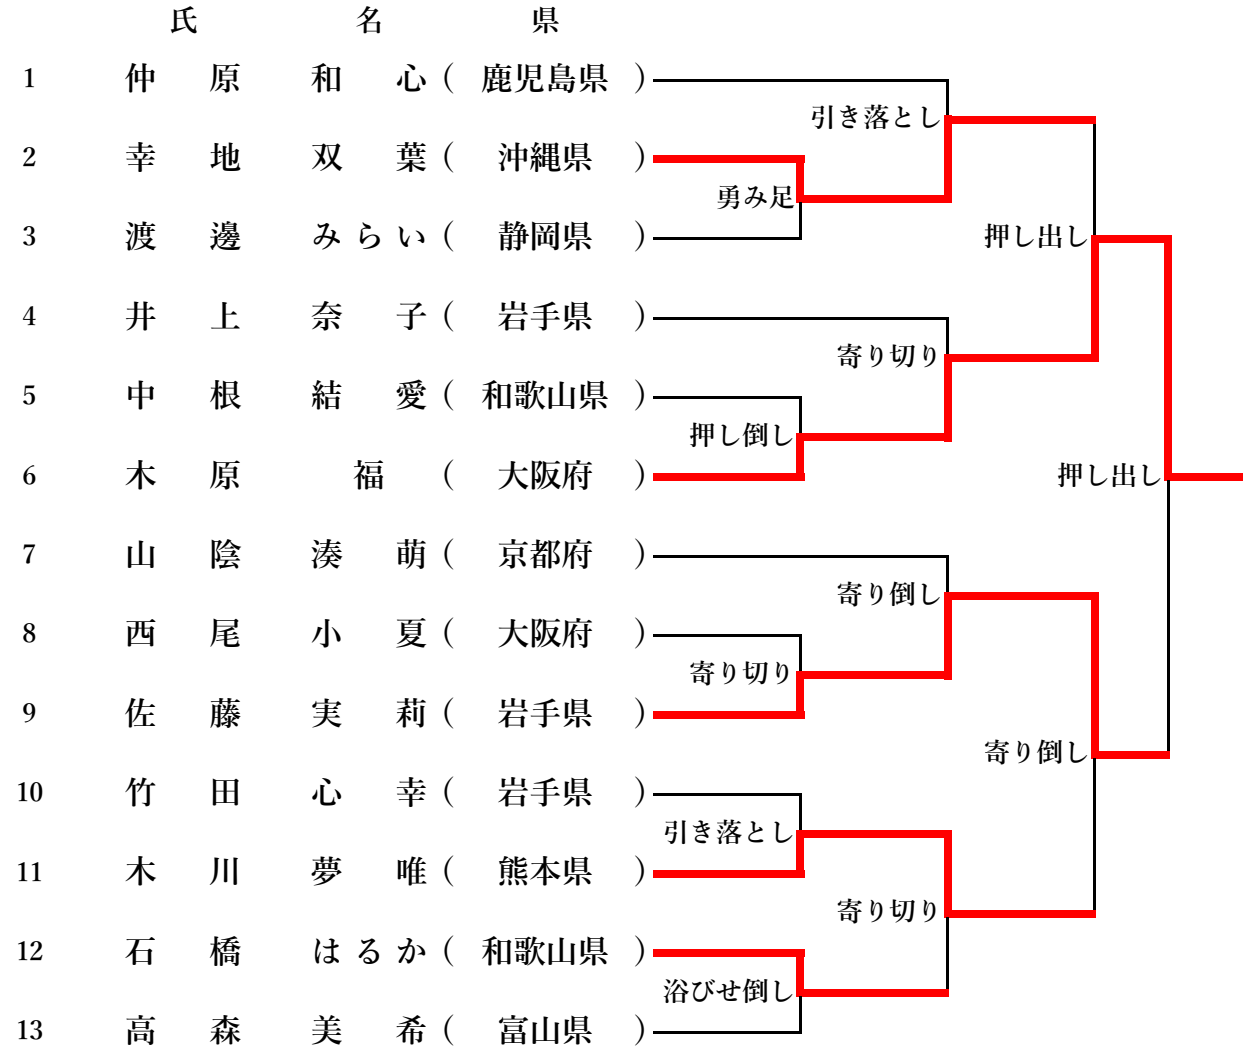 氏 名 県
1 仲原 和心 ( 鹿児島県 )
引き落とし
2 幸地 双葉 ( 沖縄県 )
勇み足
3 渡邊 みらい ( 静岡県 )
押し出し
4 井上 奈子 ( 岩手県 )
寄り切り
5 中根 結愛 ( 和歌山県 )
押し倒し
6 木原 福 ( 大阪府 )
押し出し
7 山陰 湊萌 ( 京都府 )
寄り倒し
8 西尾 小夏 ( 大阪府 )
寄り切り
9 佐藤 実莉 ( 岩手県 )
寄り倒し
10 竹田 心幸 ( 岩手県 )
引き落とし
11 木川 夢唯 ( 熊本県 )
寄り切り
12 石橋 はるか ( 和歌山県 )
浴びせ倒し
13 高森 美希 ( 富山県 )